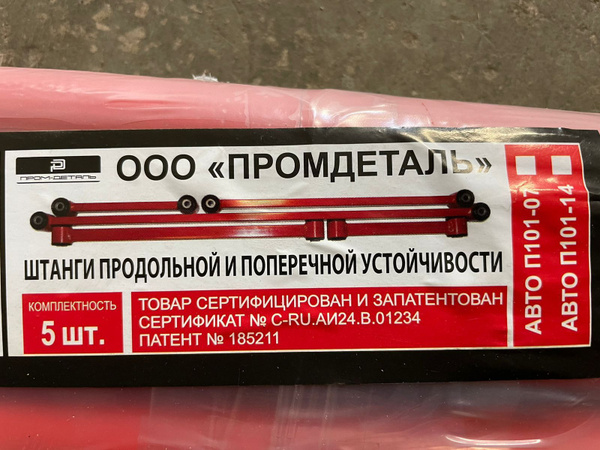 ПРОМ-ДЕТАЛЬ
ООО «ПРОМДЕТАЛЬ»
ШТАНГИ ПРОДОЛЬНОЙ И ПОПЕРЕЧНОЙ УСТОЙЧИВОСТИ
КОМПЛЕКТНОСТЬ
5 шт.
ТОВАР СЕРТИФИЦИРОВАН И ЗАПАТЕНТОВАН
СЕРТИФИКАТ № C-RU.АИ24.В.01234
ПАТЕНТ № 185211
АВТО П101-07
АВТО П101-14